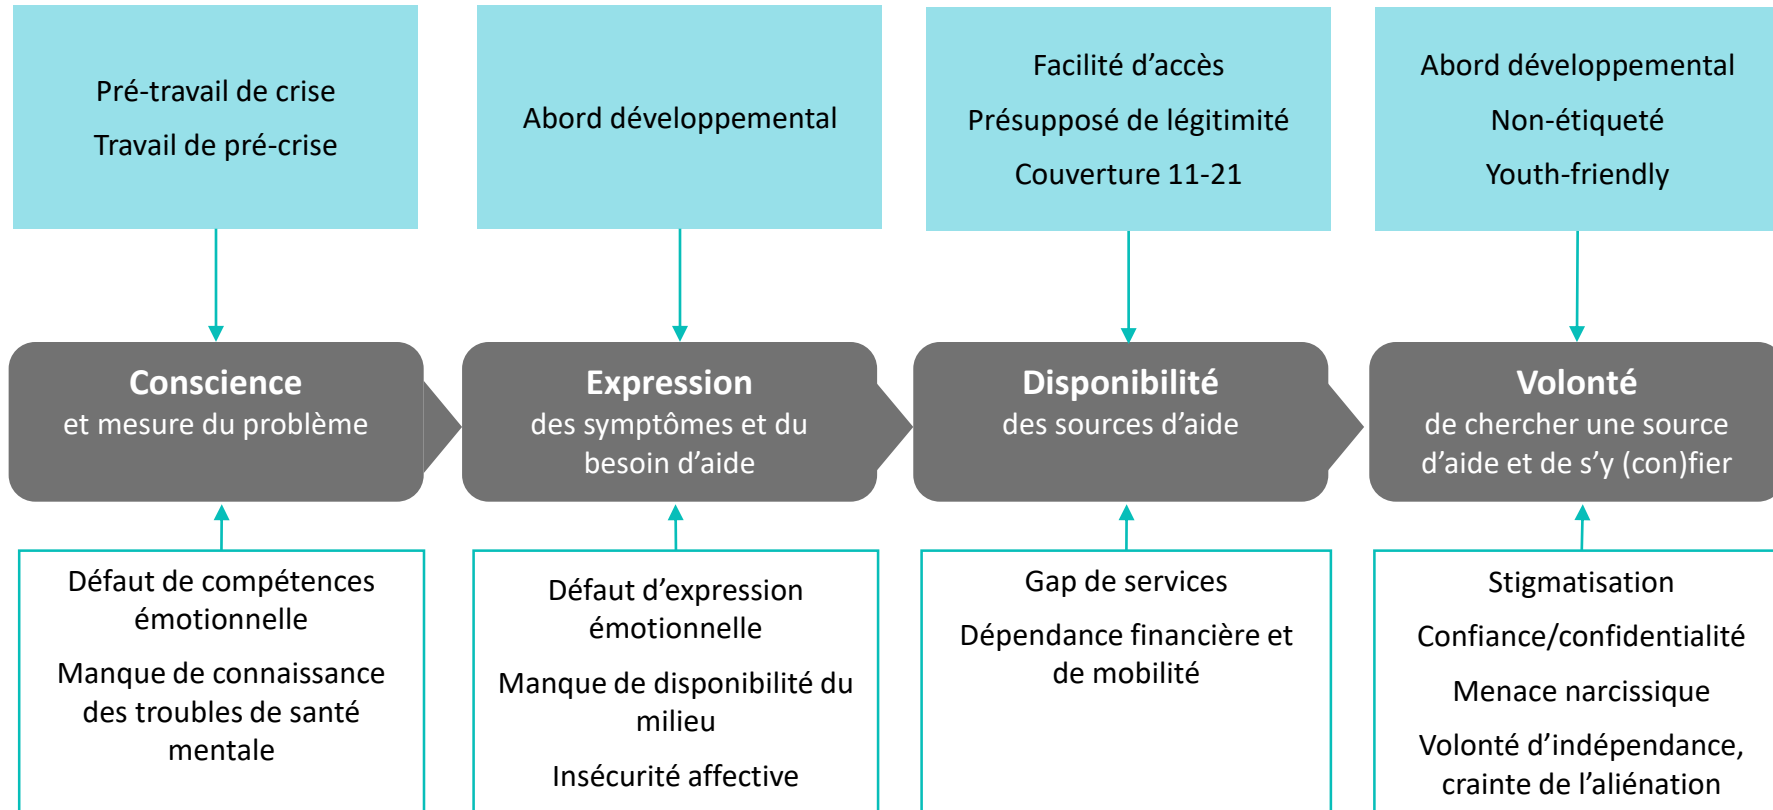 Pré-travail de crise
Travail de pré-crise
Abord développemental
Facilité d’accès
Présupposé de légitimité
Couverture 11-21
Abord développemental
Non-étiqueté
Youth-friendly
Conscience
et mesure du problème
Expression
des symptômes et du
besoin d’aide
Disponibilité
des sources d’aide
Volonté
de chercher une source
d’aide et de s’y (con)fier
Défaut de compétences
émotionnelle
Manque de connaissance
des troubles de santé
mentale
Défaut d’expression
émotionnelle
Manque de disponibilité du
milieu
Insécurité affective
Gap de services
Dépendance financière et
de mobilité
Stigmatisation
Confiance/confidentialité
Menace narcissique
Volonté d’indépendance,
crainte de l’aliénation